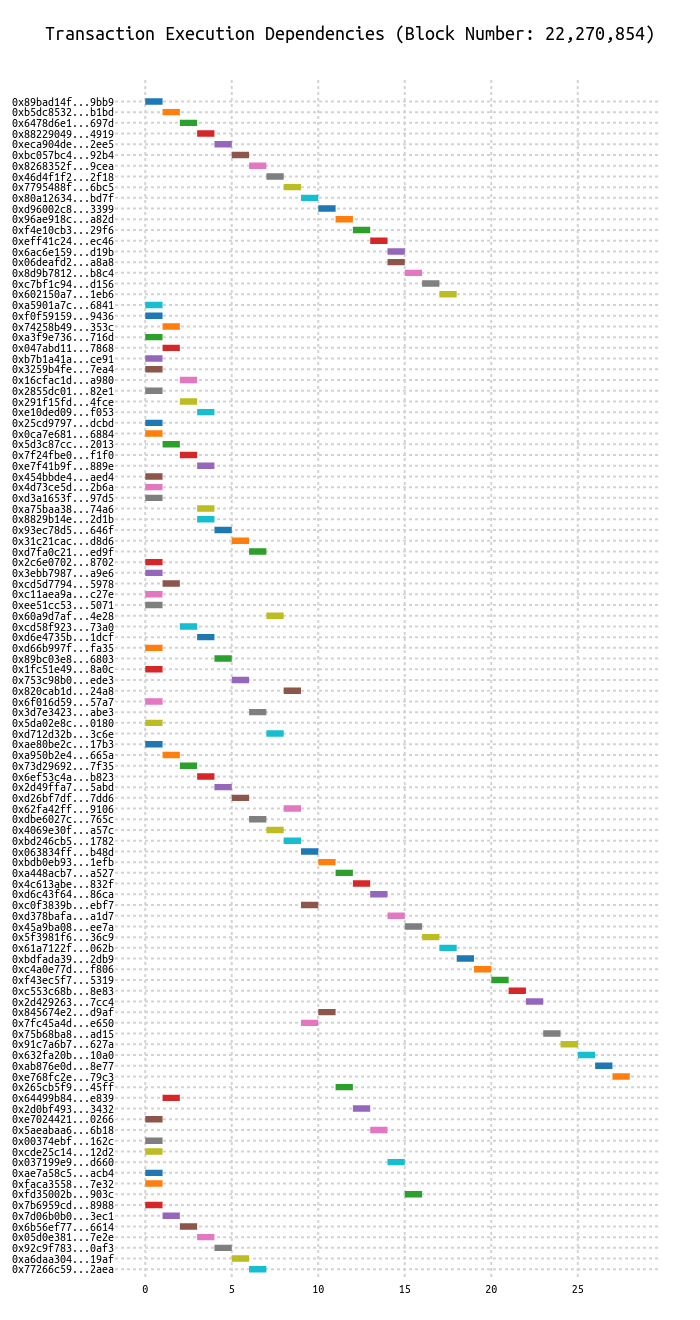 Transaction Execution Dependencies (Block Number: 22,270,854)
0x89bad14f...9bb9
0xb5dc8532...b1bd
0x6478d6e1...697d
0x88229049...4919
0xeca904de...2ee5
0xbc057bc4...92b4
0x8268352f...9cea
0x46d4f1f2...2f18
0x7795488f...6bc5
0x80a12634...bd7f
0xd96002c8...3399
0x96ae918c...a82d
0xf4e10cb3...29f6
0xeff41c24...ec46
0x6ac6e159...d19b
0x06deafd2...a8a8
0x8d9b7812...b8c4
0xc7bf1c94...d156
0x602150a7...1eb6
0xa5901a7c...6841
0xf0f59159...9436
0x74258b49...353c
0xa3f9e736...716d
0x047abd11...7868
0xb7b1a41a...ce91
0x3259b4fe...7ea4
0x16cfac1d...a980
0x2855dc01...82e1
0x291f15fd...4fce
0xe10ded09...f053
0x25cd9797...dcbd
0x0ca7e681...6884
0x5d3c87cc...2013
0x7f24fbe0...f1f0
0xe7f41b9f...889e
0x454bbde4...aed4
0x4d73ce5d...2b6a
0xd3a1653f...97d5
0xa75baa38...74a6
0x8829b14e...2d1b
0x93ec78d5...646f
0x31c21cac...d8d6
0xd7fa0c21...ed9f
0x2c6e0702...8702
0x3ebb7987...a9e6
0xcd5d7794...5978
0xc11aea9a...c27e
0xee51cc53...5071
0x60a9d7af...4e28
0xcd58f923...73a0
0xd6e4735b...1dcf
0xd66b997f...fa35
0x89bc03e8...6803
0x1fc51e49...8a0c
0x753c98b0...ede3
0x820cab1d...24a8
0x6f016d59...57a7
0x3d7e3423...abe3
0x5da02e8c...0180
0xd712d32b...3c6e
0xae80be2c...17b3
0xa950b2e4...665a
0x73d29692...7f35
0x6ef53c4a...b823
0x2d49ffa7...5abd
0xd26bf7df...7dd6
0x62fa42ff...9106
0xdbe6027c...765c
0x4069e30f...a57c
0xbd246cb5...1782
0x063834ff...b48d
0xbdb0eb93...1efb
0xa448acb7...a527
0x4c613abe...832f
0xd6c43f64...86ca
0xc0f3839b...ebf7
0xd378bafa...a1d7
0x45a9ba08...ee7a
0x5f3981f6...36c9
0x61a7122f...062b
0xbdfada39...2db9
0xc4a0e77d...f806
0xf43ec5f7...5319
0xc553c68b...8e83
0x2d429263...7cc4
0x845674e2...d9af
0x7fc45a4d...e650
0x75b68ba8...ad15
0x91c7a6b7...627a
0x632fa20b...10a0
0xab876e0d...8e77
0xe768fc2e...79c3
0x265cb5f9...45ff
0x64499b84...e839
0x2d0bf493...3432
0xe7024421...0266
0x5aeabaa6...6b18
0x00374ebf...162c
0xcde25c14...12d2
0x037199e9...d660
0xae7a58c5...acb4
0xfaca3558...7e32
0xfd35002b...903c
0x7b6959cd...8988
0x7d06b0b0...3ec1
0x6b56ef77...6614
0x05d0e381...7e2e
0x92c9f783...0af3
0xa6daa304...19af
0x77266c59...2aea
0 5 10 15 20 25